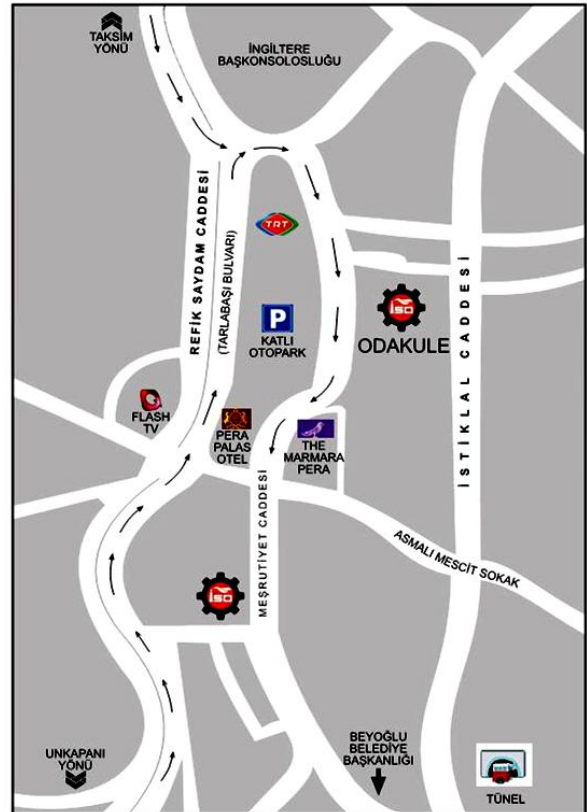 TAKSİM
YÖNÜ
İNGİLTERE
BAŞKONSOLOSLUĞU
REFİK SAYDAM CADDESİ
(TARLABAŞI BULVARI)
TRT
P
KATLI
OTOPARK
İSO
ODAKULE
İSTİKLAL CADDESİ
FLASH
TV
PERA
PALAS
OTEL
THE
MARMARA
PERA
MEŞRUTİYET CADDESİ
ASMALI MESCİT SOKAK
İSO
UNKAPANI
YÖNÜ
BEYOĞLU
BELEDİYE
BAŞKANLIĞI
TÜNEL